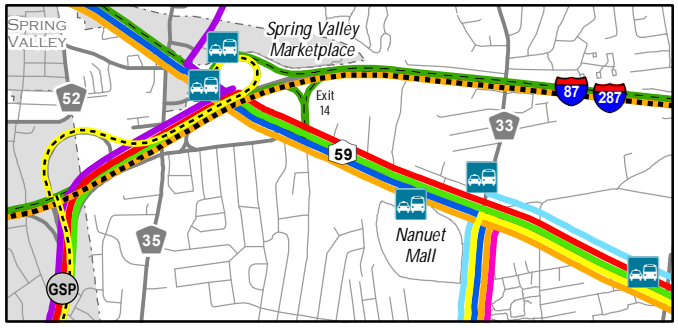 SPRING
VALLEY
Spring Valley
Marketplace
52
Exit
14
87
287
33
59
35
Nanuet
Mall
GSP